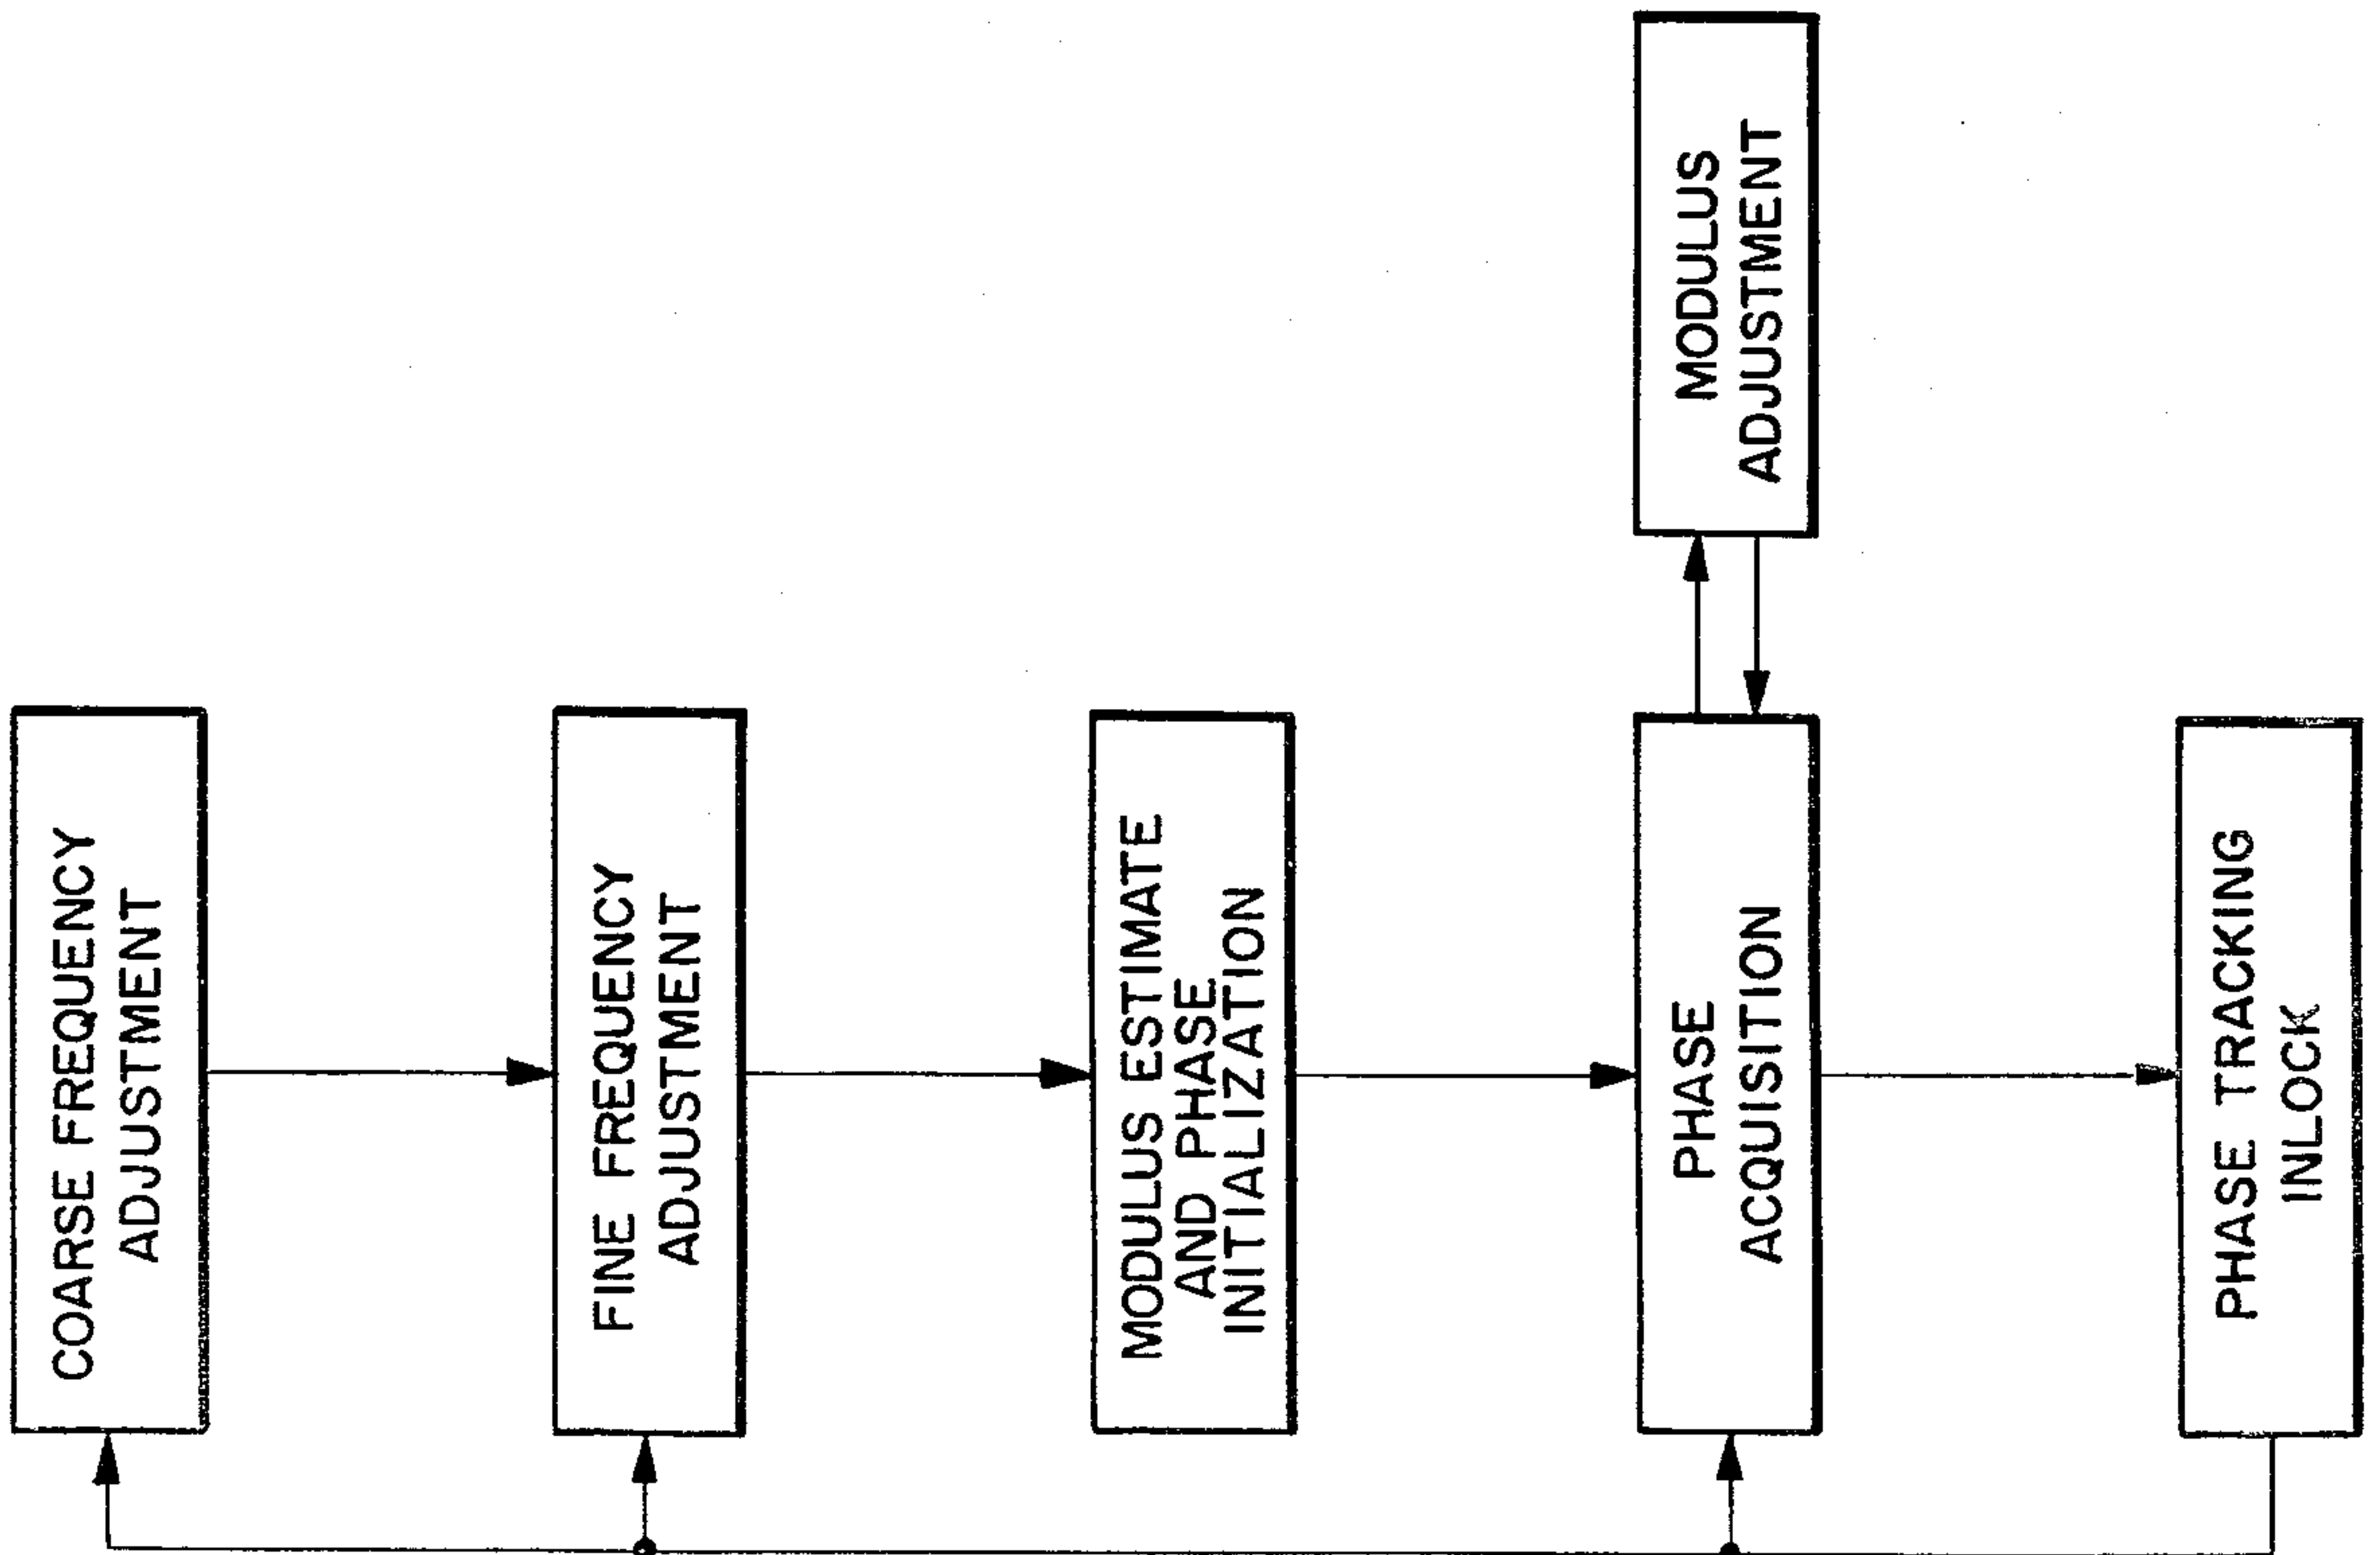 COARSE FREQUENCY
ADJUSTMENT
FINE FREQUENCY
ADJUSTMENT
MODULUS ESTIMATE
AND PHASE
INITIALIZATION
PHASE
ACQUISITION
MODULUS
ADJUSTMENT
PHASE TRACKING
INLOCK